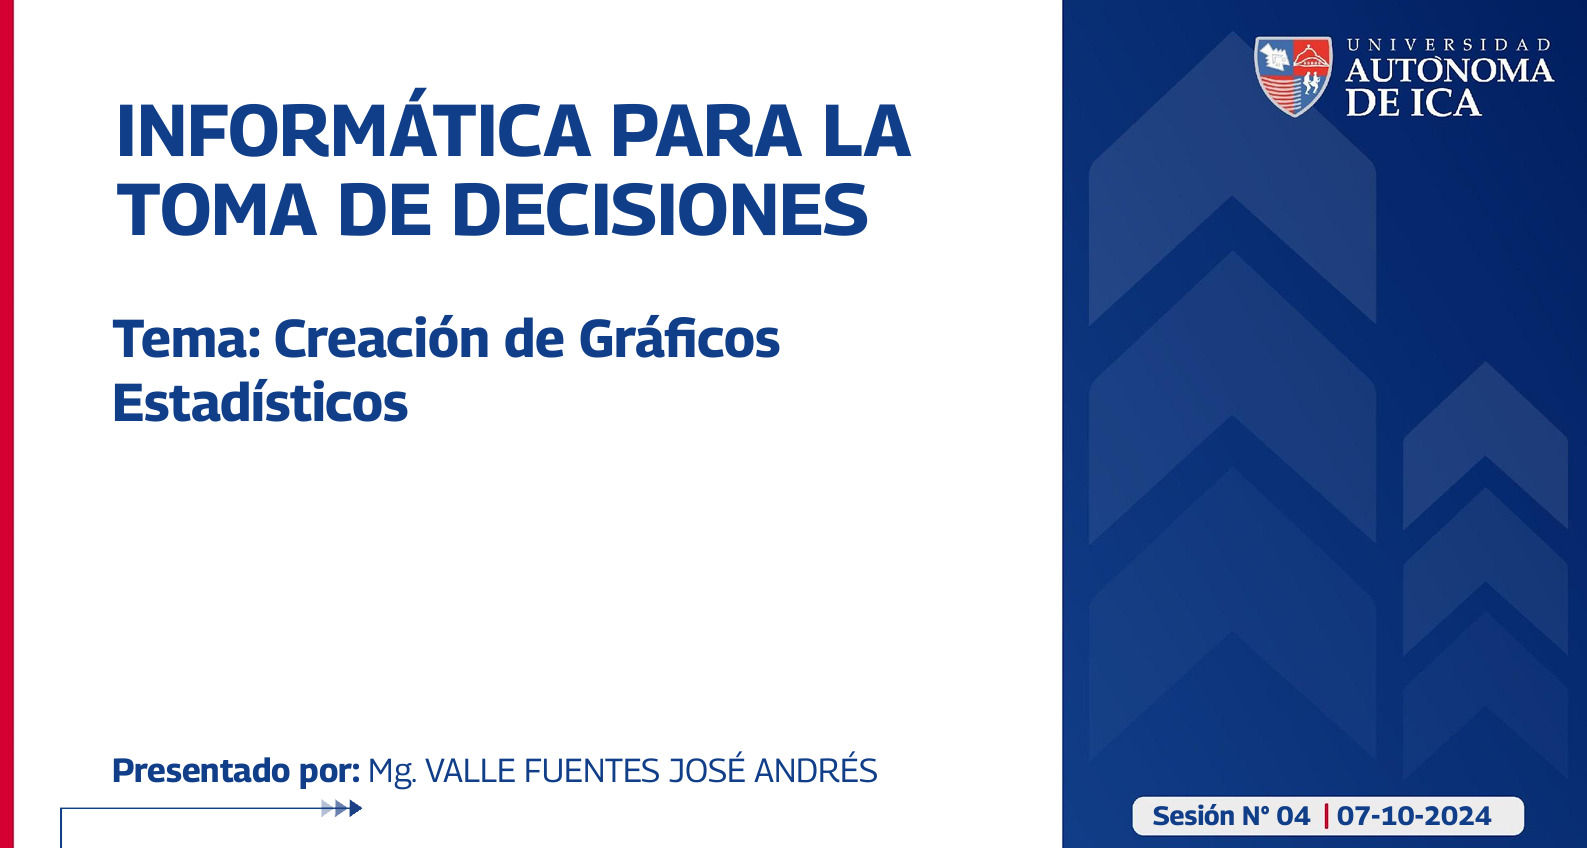 UNIVERSIDAD
AUTÓNOMA
DE ICA
INFORMÁTICA PARA LA
TOMA DE DECISIONES
Tema: Creación de Gráficos
Estadísticos
Presentado por: Mg. VALLE FUENTES JOSÉ ANDRÉS
Sesión N° 04 | 07-10-2024